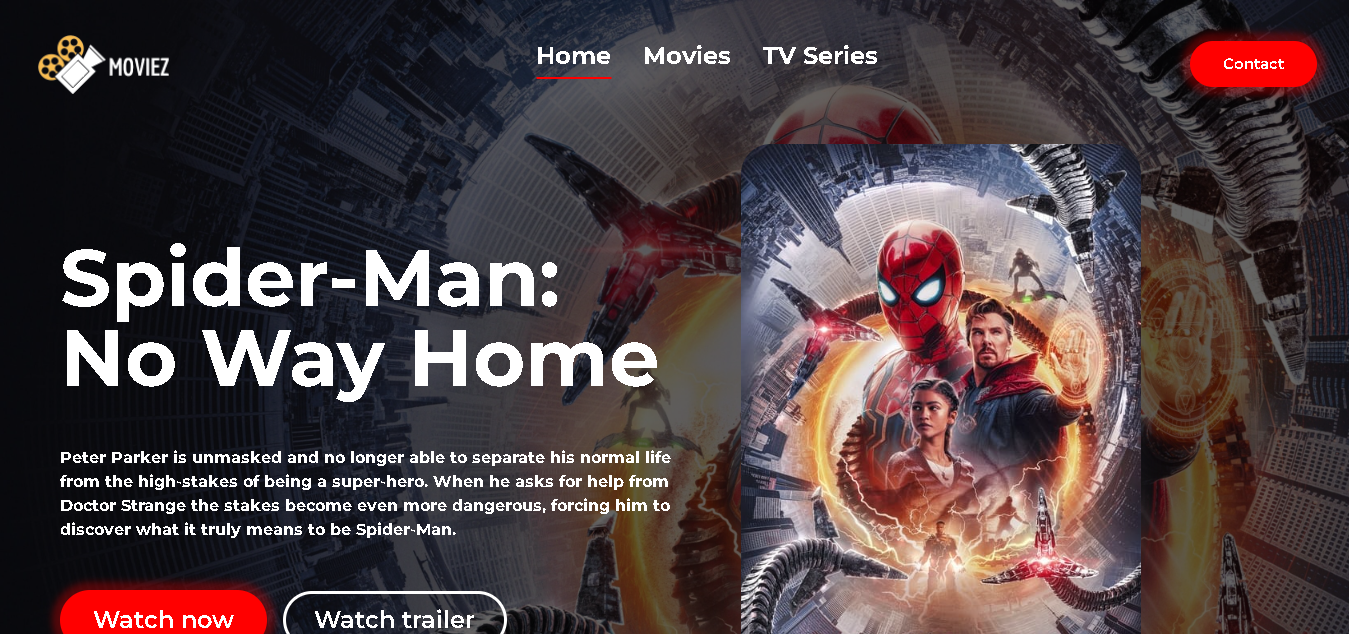 MOVIEZ
Home Movies TV Series
Contact
Spider-Man:
No Way Home
Peter Parker is unmasked and no longer able to separate his normal life
from the high-stakes of being a super-hero. When he asks for help from
Doctor Strange the stakes become even more dangerous, forcing him to
discover what it truly means to be Spider-Man.
Watch now
Watch trailer